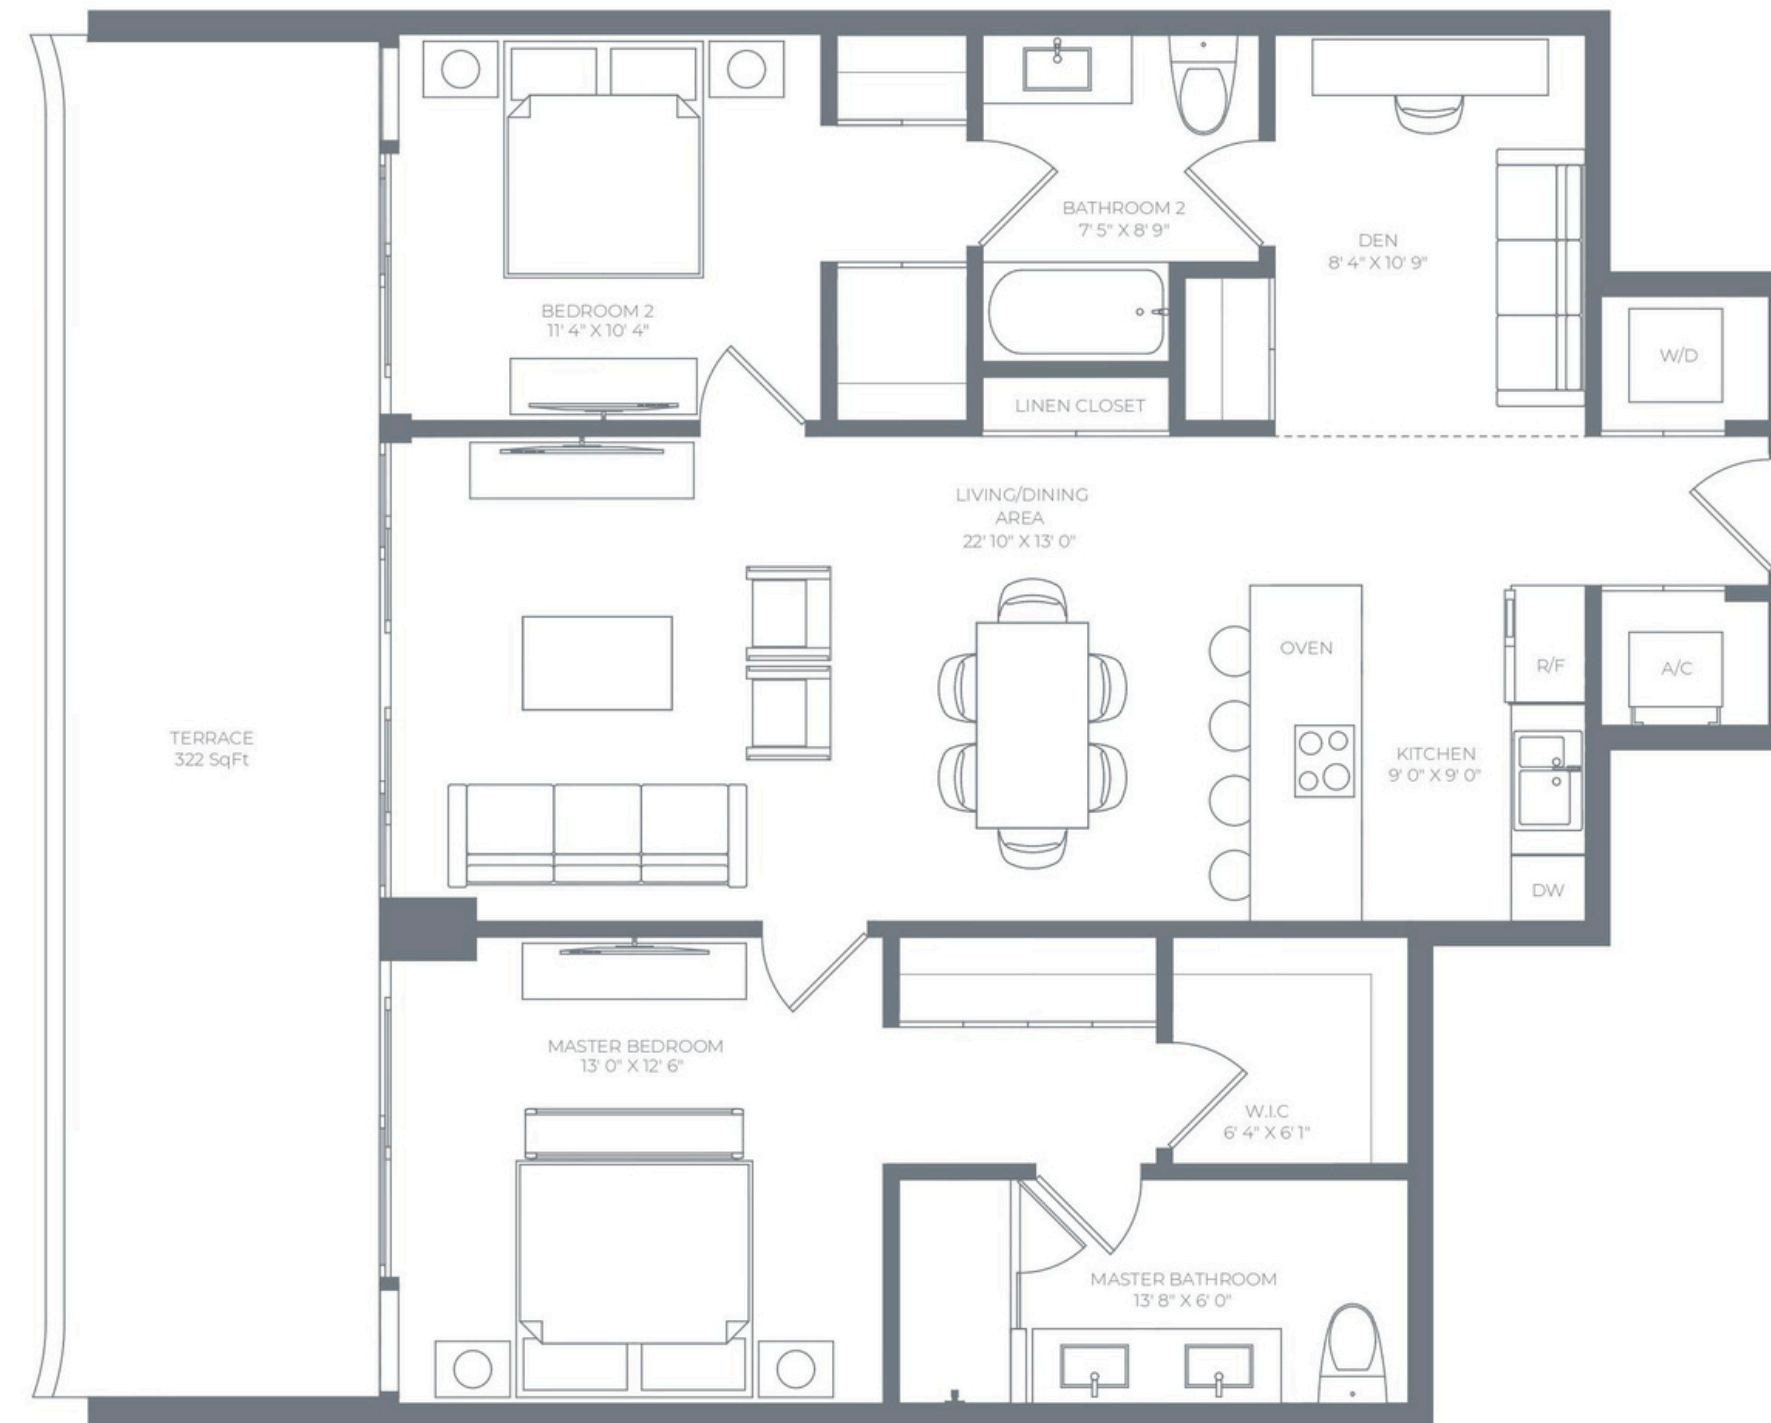 BATHROOM 2
7' 5" X 8' 9"
DEN
8' 4" X 10' 9"
BEDROOM 2
11' 4" X 10' 4"
W/D
LINEN CLOSET
LIVING/DINING
AREA
22' 10" X 13' 0"
OVEN
R/F
A/C
TERRACE
322 SqFt
KITCHEN
9' 0" X 9' 0"
DW
MASTER BEDROOM
13' 0" X 12' 6"
W.I.C
6' 4" X 6' 1"
MASTER BATHROOM
13' 8" X 6' 0"